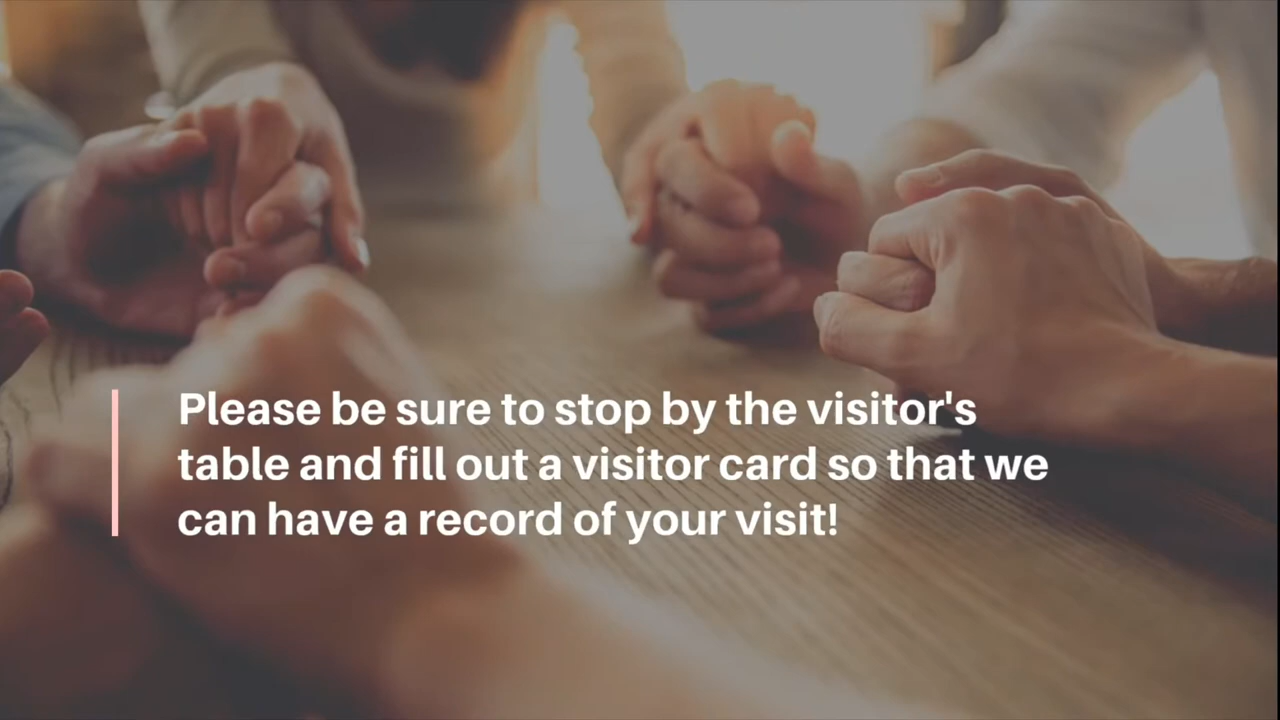 Please be sure to stop by the visitor's
table and fill out a visitor card so that we
can have a record of your visit!